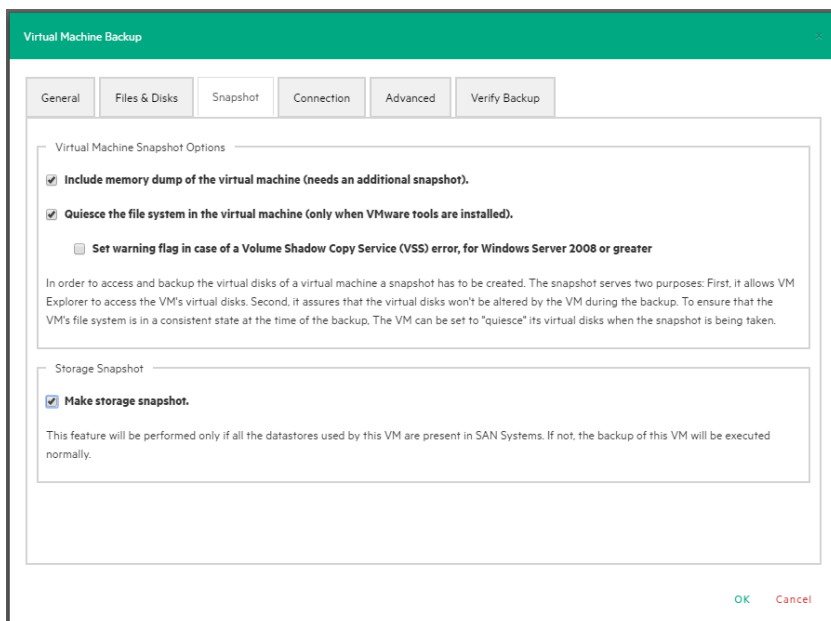 Virtual Machine Backup
General
Files & Disks
Snapshot
Connection
Advanced
Verify Backup
Virtual Machine Snapshot Options
Include memory dump of the virtual machine (needs an additional snapshot).
Quiesce the file system in the virtual machine (only when VMware tools are installed).
Set warning flag in case of a Volume Shadow Copy Service (VSS) error, for Windows Server 2008 or greater
In order to access and backup the virtual disks of a virtual machine a snapshot has to be created. The snapshot serves two purposes: First, it allows VM
Explorer to access the VM's virtual disks. Second, it assures that the virtual disks won't be altered by the VM during the backup. To ensure that the
VM's file system is in a consistent state at the time of the backup, The VM can be set to "quiesce" its virtual disks when the snapshot is being taken.
Storage Snapshot
Make storage snapshot.
This feature will be performed only if all the datastores used by this VM are present in SAN Systems. If not, the backup of this VM will be executed
normally.
OK
Cancel